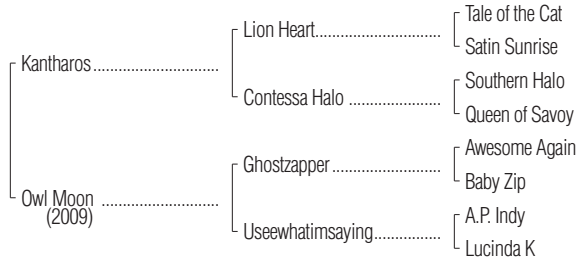 Tale of the Cat
Lion Heart........................................
Satin Sunrise
Kantharos........................................
Southern Halo
Contessa Halo ..............................
Queen of Savoy
Awesome Again
Ghostzapper....................................
Baby Zip
Owl Moon ......................................
(2009)
A.P. Indy
Useewhatimsaying......................
Lucinda K